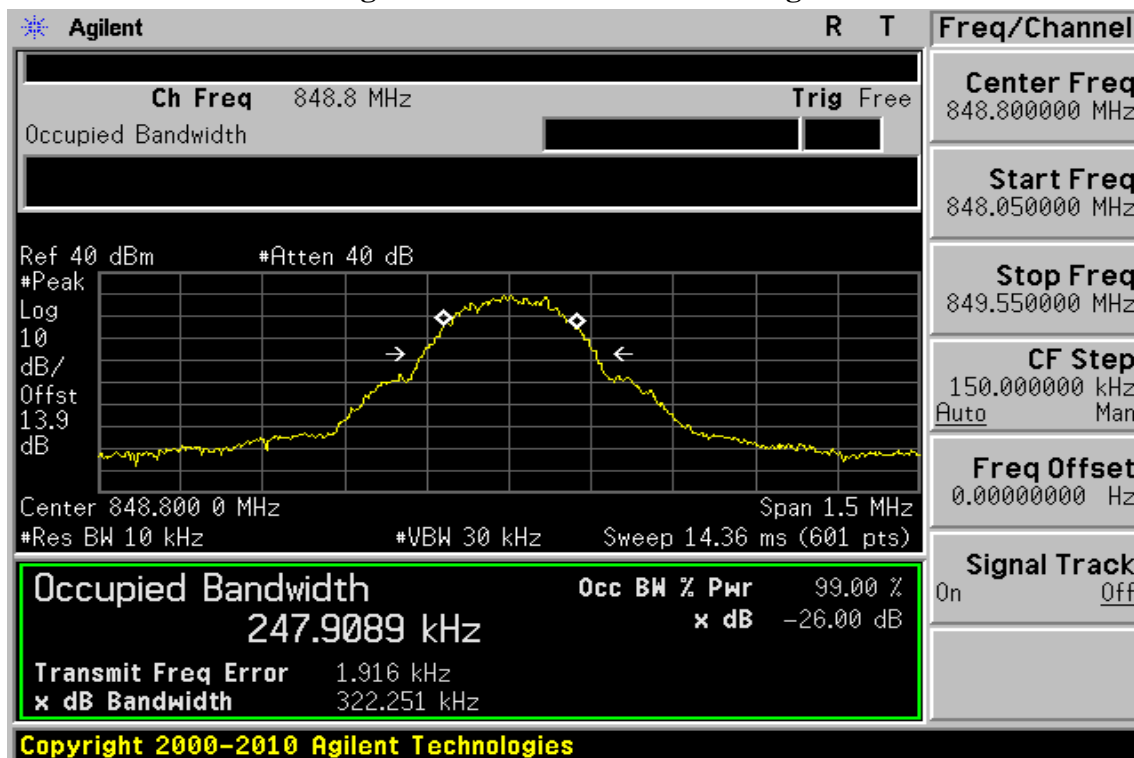 Agilent R T
Freq/Channel
Ch Freq 848.8 MHz Trig Free
Occupied Bandwidth
Center Freq
848.800000 MHz
Start Freq
848.050000 MHz
Stop Freq
849.550000 MHz
CF Step
150.000000 kHz
Auto Man
Freq Offset
0.00000000 Hz
Signal Track
On Off
Ref 40 dBm #Atten 40 dB
#Peak
Log
10
dB/
Offst
13.9
dB
Center 848.800 0 MHz Span 1.5 MHz
#Res BW 10 kHz #VBW 30 kHz Sweep 14.36 ms (601 pts)
Occupied Bandwidth Occ BW % Pwr 99.00 %
247.9089 kHz x dB -26.00 dB
Transmit Freq Error 1.916 kHz
x dB Bandwidth 322.251 kHz
Copyright 2000-2010 Agilent Technologies